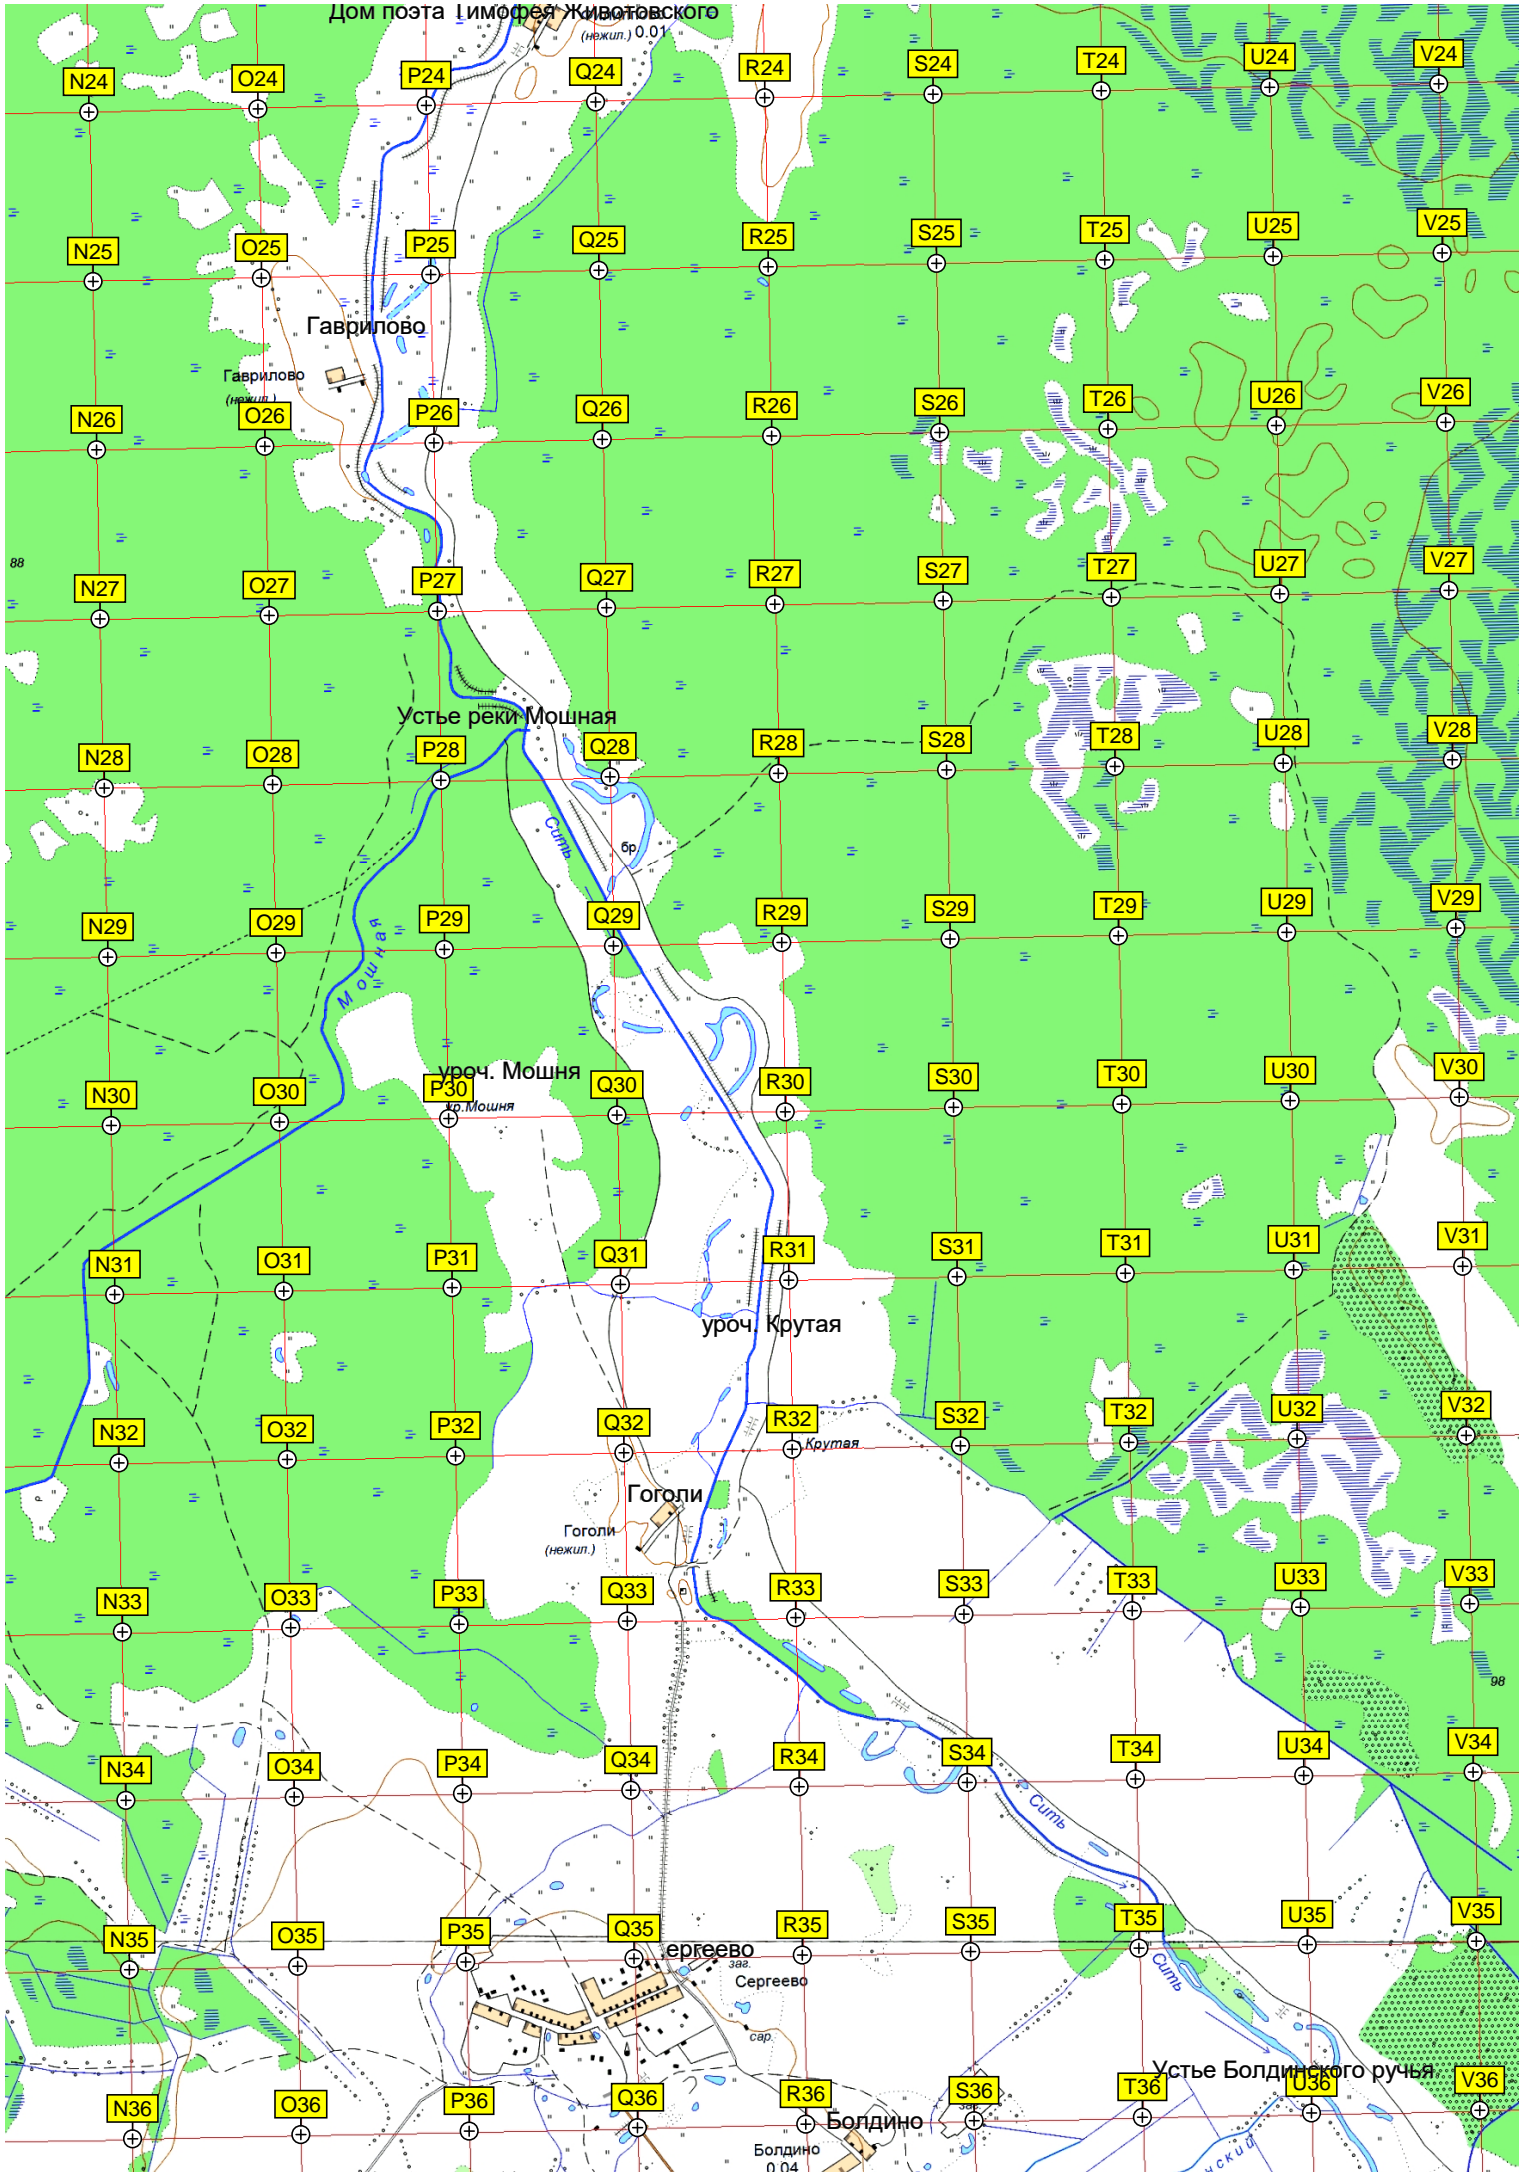 Дом поэта Тимофея Животовского
(нежил.) 0.01
N24 O24 P24 Q24 R24 S24 T24 U24 V24
N25 O25 P25 Q25 R25 S25 T25 U25 V25
Гаврилово
Гаврилово
(нежил.)
N26 O26 P26 Q26 R26 S26 T26 U26 V26
88
N27 O27 P27 Q27 R27 S27 T27 U27 V27
Устье реки Мошная
N28 O28 P28 Q28 R28 S28 T28 U28 V28
Сить
бр.
N29 O29 P29 Q29 R29 S29 T29 U29 V29
Мошная
уроч. Мошня
N30 O30 P30 Q30 R30 S30 T30 U30 V30
ур.Мошня
N31 O31 P31 Q31 R31 S31 T31 U31 V31
уроч. Крутая
N32 O32 P32 Q32 R32 S32 T32 U32 V32
Крутая
Гоголи
Гоголи
(нежил.)
N33 O33 P33 Q33 R33 S33 T33 U33 V33
98
N34 O34 P34 Q34 R34 S34 T34 U34 V34
Сить
N35 O35 P35 Q35 R35 S35 T35 U35 V35
ергеево
заг.
Сергеево
Сить
сар.
Устье Болдинского ручья
N36 O36 P36 Q36 R36 S36 T36 U36 V36
заг.
Болдино
Болдино
0.04
нский